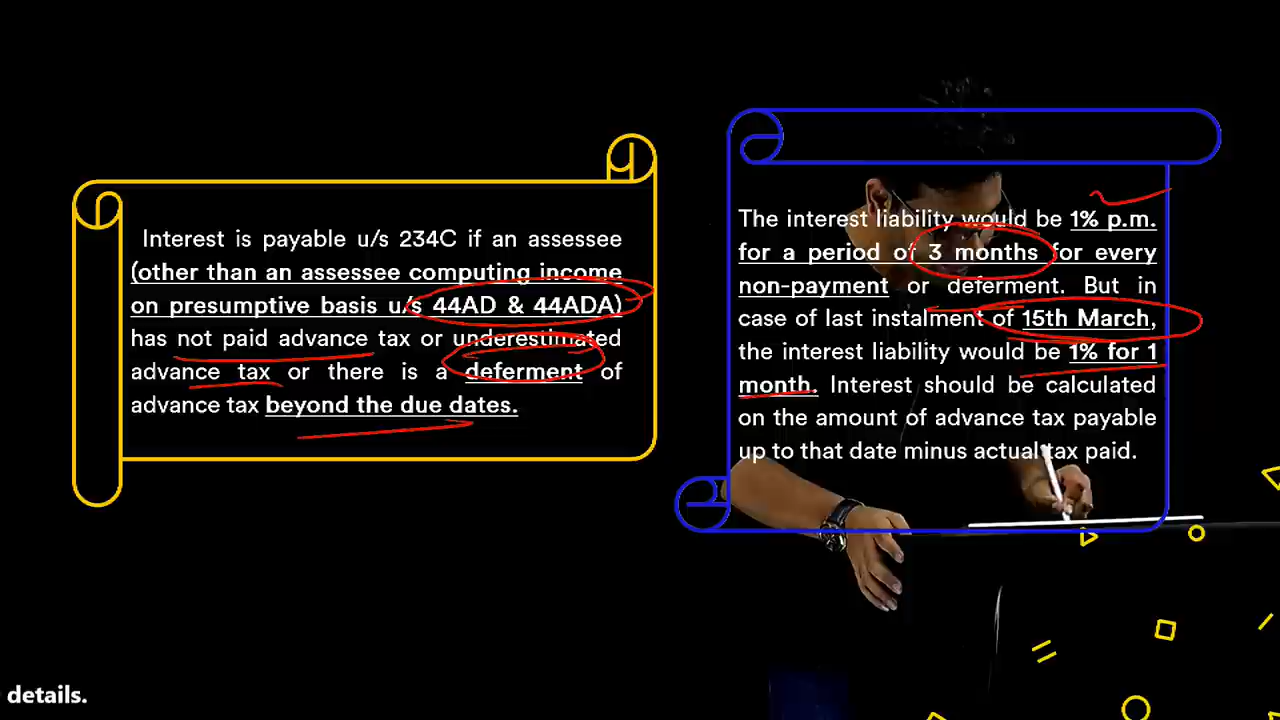 Interest is payable u/s 234C if an assessee
(other than an assessee computing income
on presumptive basis u/s 44AD & 44ADA)
has not paid advance tax or underestimated
advance tax or there is a deferment of
advance tax beyond the due dates.
The interest liability would be 1% p.m.
for a period of 3 months for every
non-payment or deferment. But in
case of last instalment of 15th March,
the interest liability would be 1% for 1
month. Interest should be calculated
on the amount of advance tax payable
up to that date minus actual tax paid.
details.